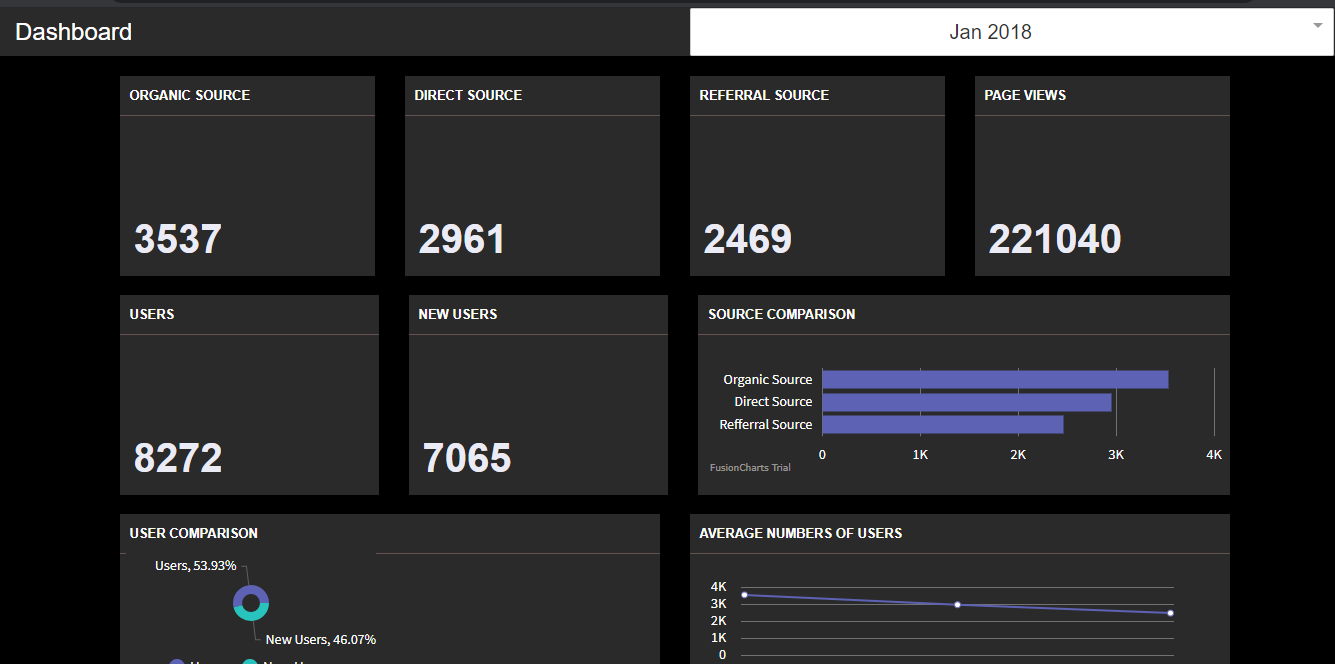 Dashboard
Jan 2018
ORGANIC SOURCE
DIRECT SOURCE
REFERRAL SOURCE
PAGE VIEWS
3537
2961
2469
221040
USERS
NEW USERS
SOURCE COMPARISON
8272
7065
Organic Source
Direct Source
Refferral Source
0 1K 2K 3K 4K
FusionCharts Trial
USER COMPARISON
Users, 53.93%
New Users, 46.07%
AVERAGE NUMBERS OF USERS
4K
3K
2K
1K
0